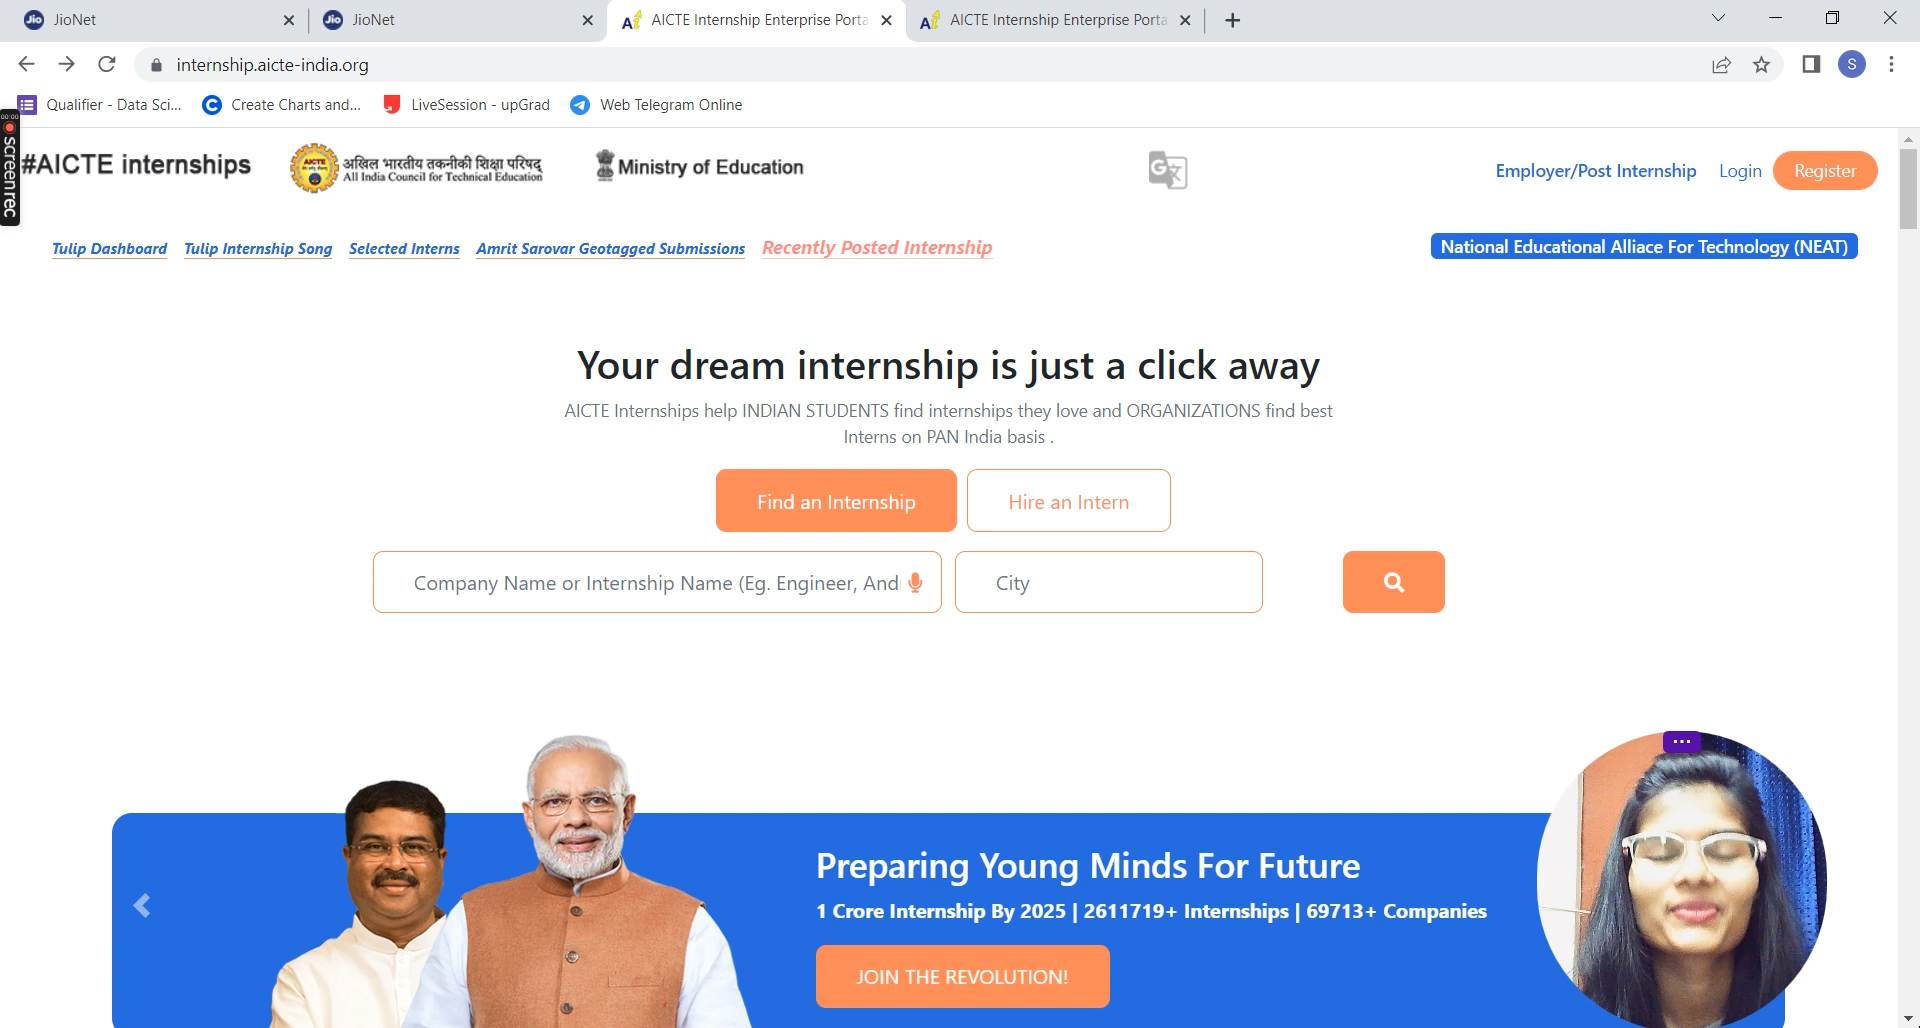 JioNet
JioNet
AICTE Internship Enterprise Porta
AICTE Internship Enterprise Porta
internship.aicte-india.org
S
Qualifier - Data Sci...
Create Charts and...
LiveSession - upGrad
Web Telegram Online
00:00
screenrec
#AICTE internships
AICTE
अखिल भारतीय तकनीकी शिक्षा परिषद्
All India Council for Technical Education
Ministry of Education
Employer/Post Internship
Login
Register
Tulip Dashboard
Tulip Internship Song
Selected Interns
Amrit Sarovar Geotagged Submissions
Recently Posted Internship
National Educational Alliace For Technology (NEAT)
Your dream internship is just a click away
AICTE Internships help INDIAN STUDENTS find internships they love and ORGANIZATIONS find best
Interns on PAN India basis .
Find an Internship
Hire an Intern
Company Name or Internship Name (Eg. Engineer, And
City
Preparing Young Minds For Future
1 Crore Internship By 2025 | 2611719+ Internships | 69713+ Companies
JOIN THE REVOLUTION!